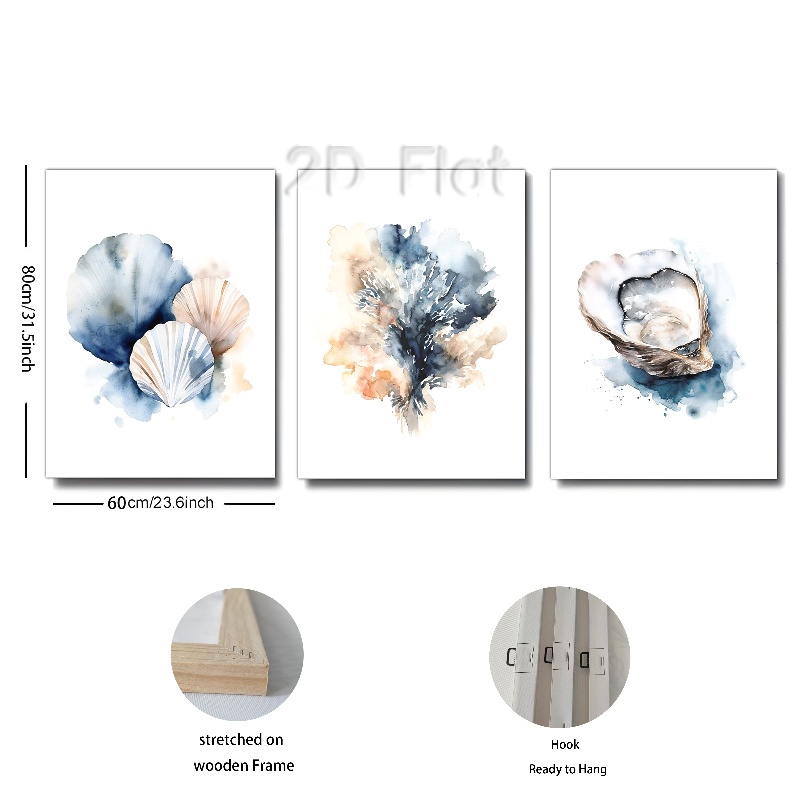 2D Flat
80cm/31.5inch
60cm/23.6inch
stretched on
wooden Frame
Hook
Ready to Hang